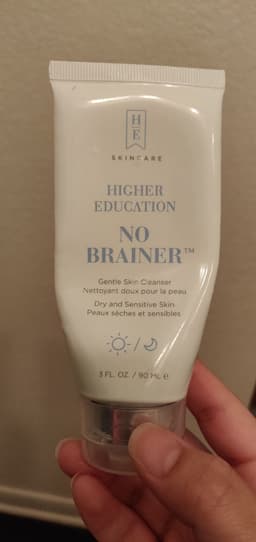 H
E
SKINCARE
HIGHER
EDUCATION
NO
BRAINER™
Gentle Skin Cleanser
Nettoyant doux pour la peau
Dry and Sensitive Skin
Peaux sèches et sensibles
/
3 FL. OZ. / 90 mL e